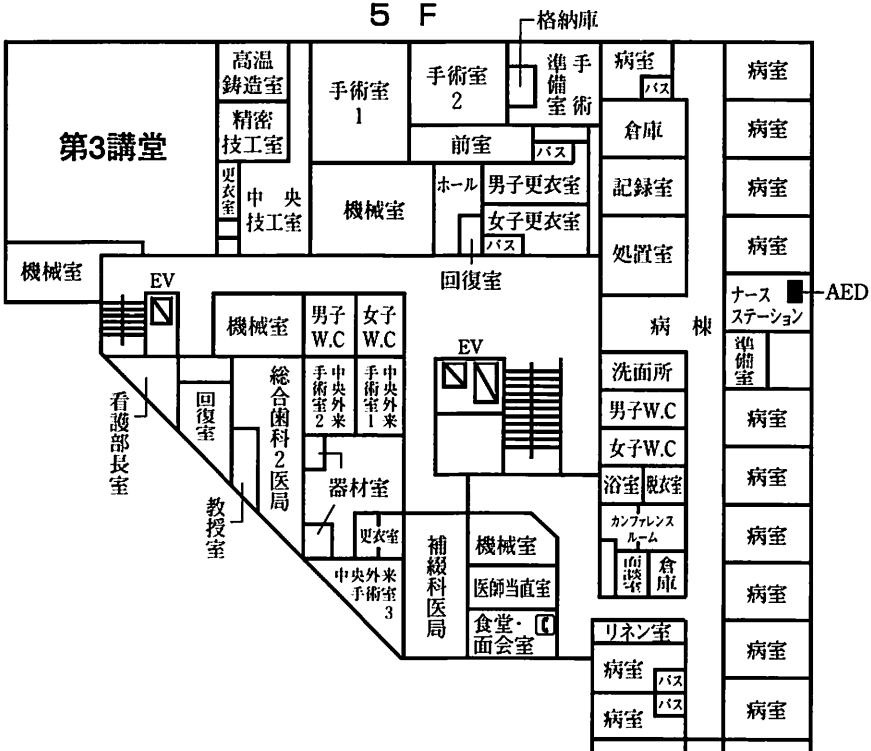 5 F
格納庫
第3講堂
高温
鋳造室
精密
技工室
更衣室
中央
技工室
手術室
1
手術室
2
手術
準備室
前室
バス
機械室
ホール
男子更衣室
女子更衣室
バス
回復室
病室
バス
倉庫
記録室
処置室
病棟
洗面所
男子W.C
女子W.C
浴室
脱衣室
カンファレンス
ルーム
面談室
倉庫
リネン室
病室
バス
バス
病室
病室
病室
病室
病室
ナース
ステーション
AED
準備室
病室
病室
病室
病室
病室
病室
機械室
EV
機械室
男子
W.C
女子
W.C
EV
看護部長室
回復室
教授室
総合歯科2医局
中央外来
手術室2
中央外来
手術室1
器材室
更衣室
中央外来
手術室3
補綴科医局
機械室
医師当直室
食堂・
面会室